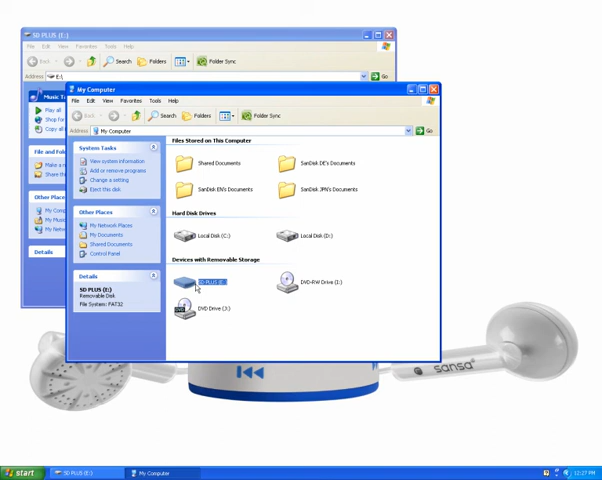 SD PLUS (E:)
File Edit View Favorites Tools Help
Back Search Folders Folder Sync
Address E:\ Go
Music Ta
Play all
Shop for
Copy all
File and Fold
Make a n
Share thi
Other Places
My Comp
My Music
My Netw
Details
My Computer
File Edit View Favorites Tools Help
Back Search Folders Folder Sync
Address My Computer Go
System Tasks
View system information
Add or remove programs
Change a setting
Eject this disk
Other Places
My Network Places
My Documents
Shared Documents
Control Panel
Details
SD PLUS (E:)
Removable Disk
File System: FAT32
Files Stored on This Computer
Shared Documents
SanDisk DE's Documents
SanDisk EN's Documents
SanDisk JPN's Documents
Hard Disk Drives
Local Disk (C:)
Local Disk (D:)
Devices with Removable Storage
SD PLUS (E:)
DVD-RW Drive (I:)
DVD Drive (J:)
sansa
start SD PLUS (E:) My Computer 12:27 PM